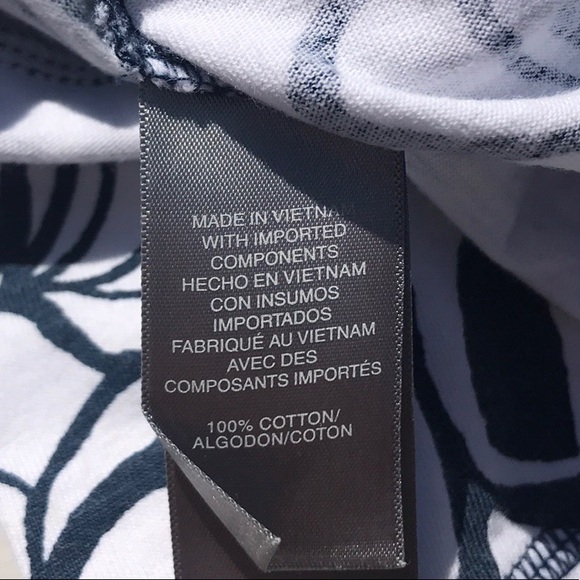 MADE IN VIETNAM
WITH IMPORTED
COMPONENTS
HECHO EN VIETNAM
CON INSUMOS
IMPORTADOS
FABRIQUÉ AU VIETNAM
AVEC DES
COMPOSANTS IMPORTÉS
100% COTTON/
ALGODON/COTON